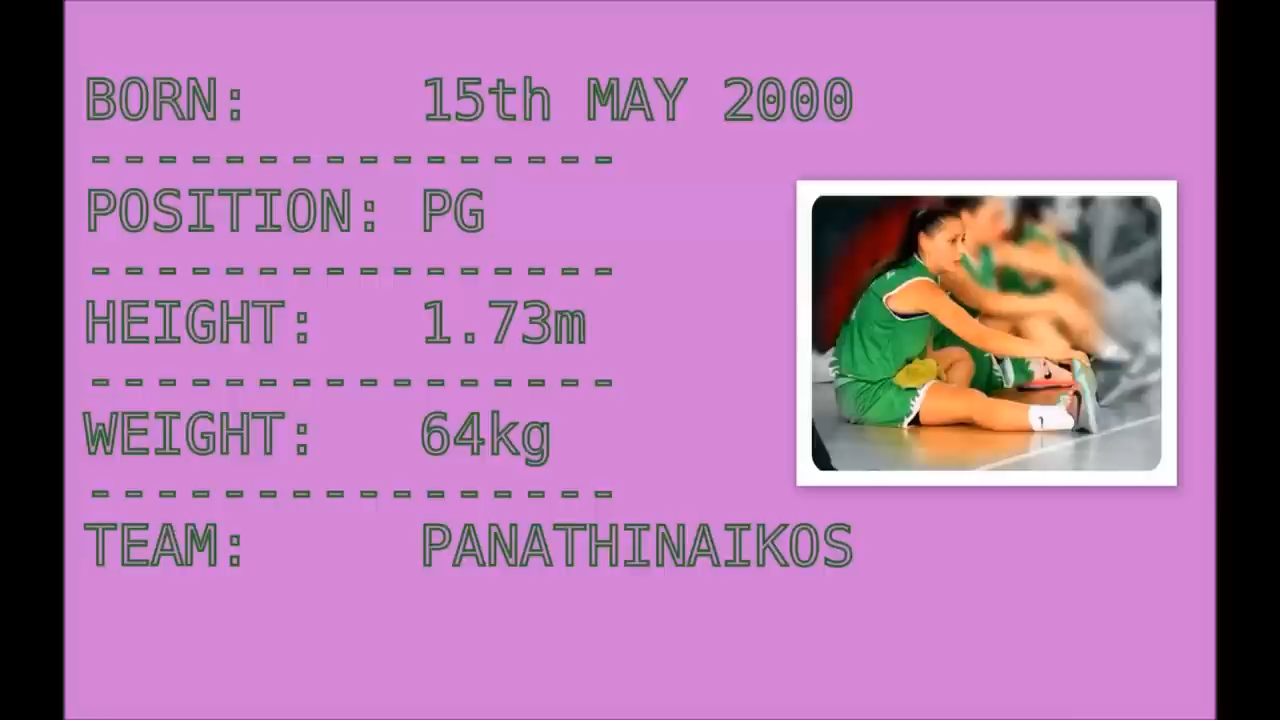 BORN: 15th MAY 2000
-----------------
POSITION: PG
-----------------
HEIGHT: 1.73m
-----------------
WEIGHT: 64kg
-----------------
TEAM: PANATHINAIKOS